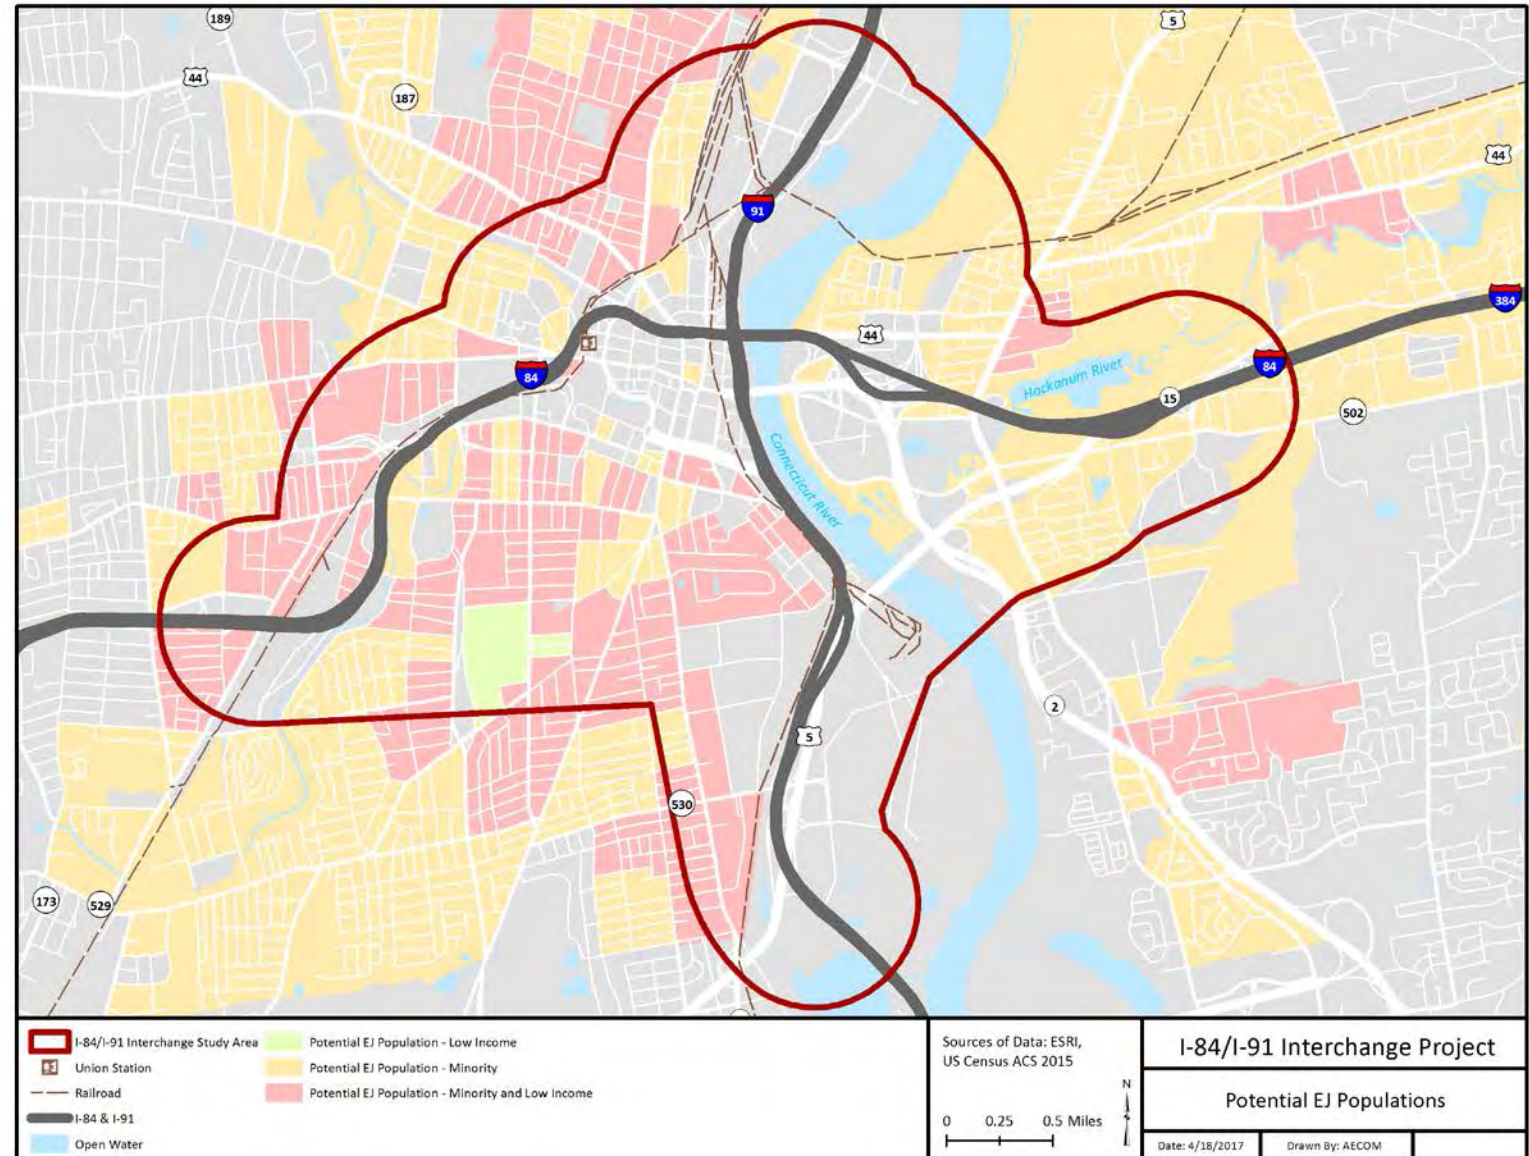 189
5
44
187
44
91
384
44
84
Hockanum River
84
15
502
Connecticut River
2
5
530
173
529
I-84/I-91 Interchange Study Area
Union Station
Railroad
I-84 & I-91
Open Water
Potential EJ Population - Low Income
Potential EJ Population - Minority
Potential EJ Population - Minority and Low Income
Sources of Data: ESRI,
US Census ACS 2015
N
0 0.25 0.5 Miles
I-84/I-91 Interchange Project
Potential EJ Populations
Date: 4/18/2017
Drawn By: AECOM